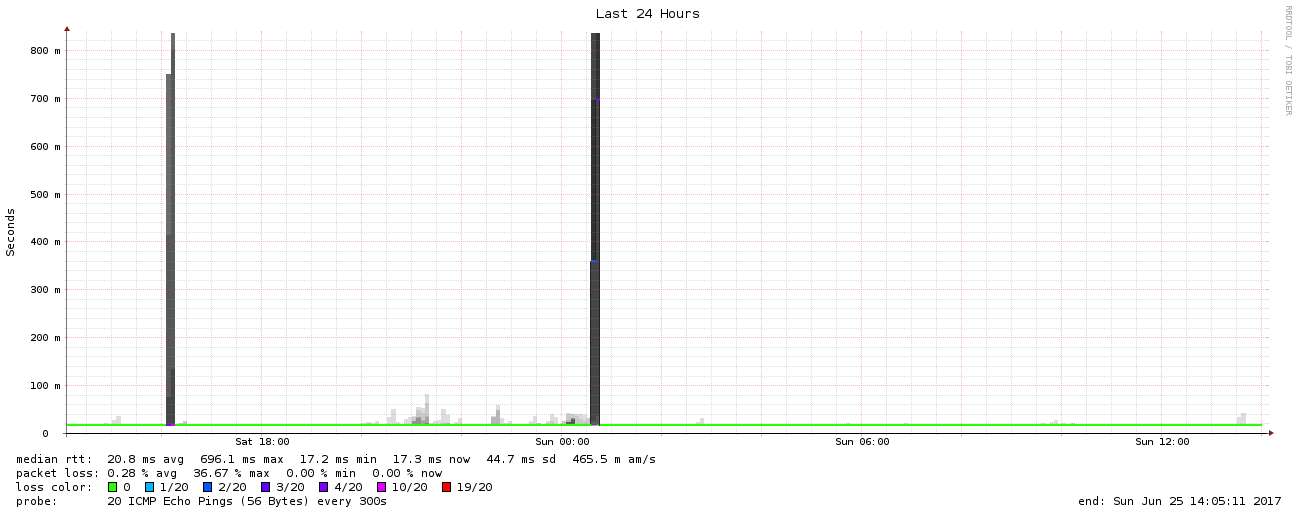 Last 24 Hours
RRDTOOL / TOBI OETIKER
Seconds
800 m
700 m
600 m
500 m
400 m
300 m
200 m
100 m
0
Sat 18:00 Sun 00:00 Sun 06:00 Sun 12:00
median rtt: 20.8 ms avg 696.1 ms max 17.2 ms min 17.3 ms now 44.7 ms sd 465.5 m am/s
packet loss: 0.28 % avg 36.67 % max 0.00 % min 0.00 % now
loss color: 0 1/20 2/20 3/20 4/20 10/20 19/20
probe: 20 ICMP Echo Pings (56 Bytes) every 300s end: Sun Jun 25 14:05:11 2017